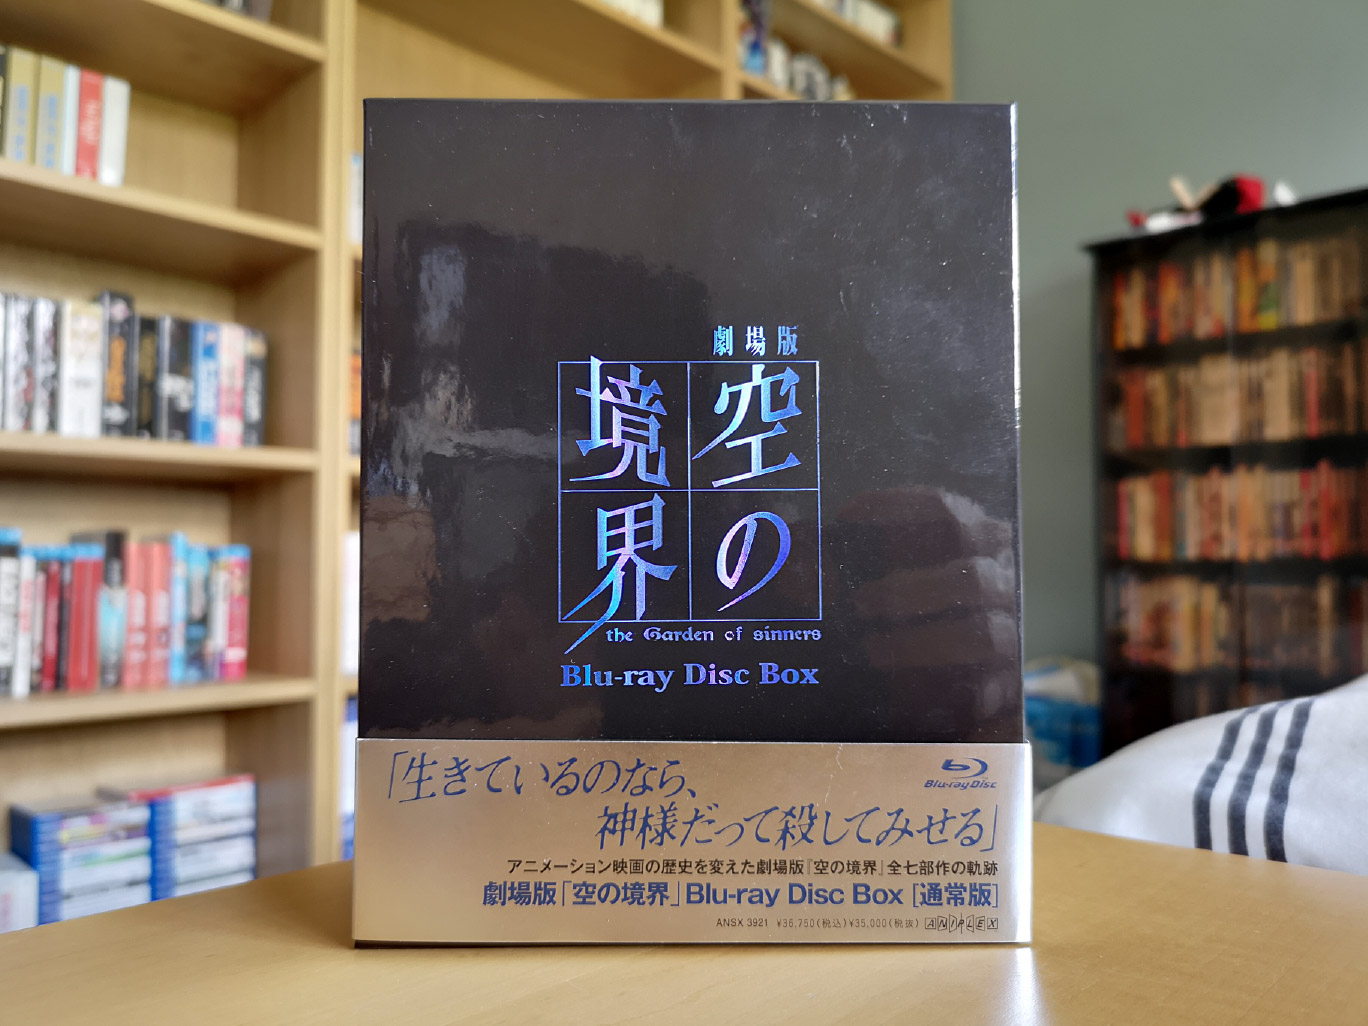 劇場版
空の
境界
the Garden of sinners
Blu-ray Disc Box
「生きているのなら、
神様だって殺してみせる」
Blu-ray Disc
アニメーション映画の歴史を変えた劇場版『空の境界』全七部作の軌跡
劇場版「空の境界」Blu-ray Disc Box [通常版]
ANSX 3921 ¥36,750(税込)¥35,000(税抜) ANIPLEX